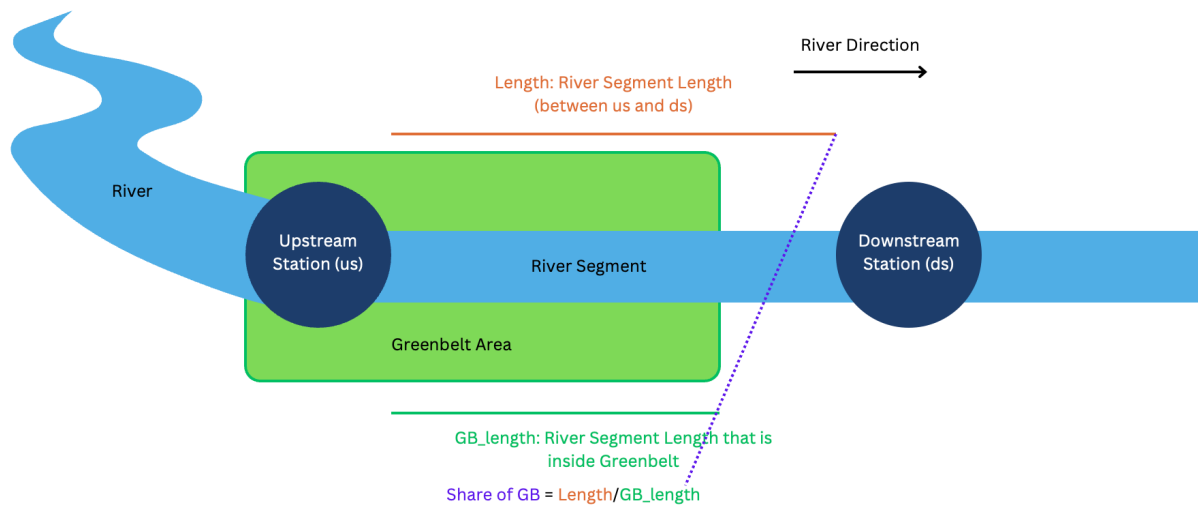 River Direction
Length: River Segment Length
(between us and ds)
River
Upstream
Station (us)
River Segment
Downstream
Station (ds)
Greenbelt Area
GB_length: River Segment Length that is
inside Greenbelt
Share of GB = Length/GB_length